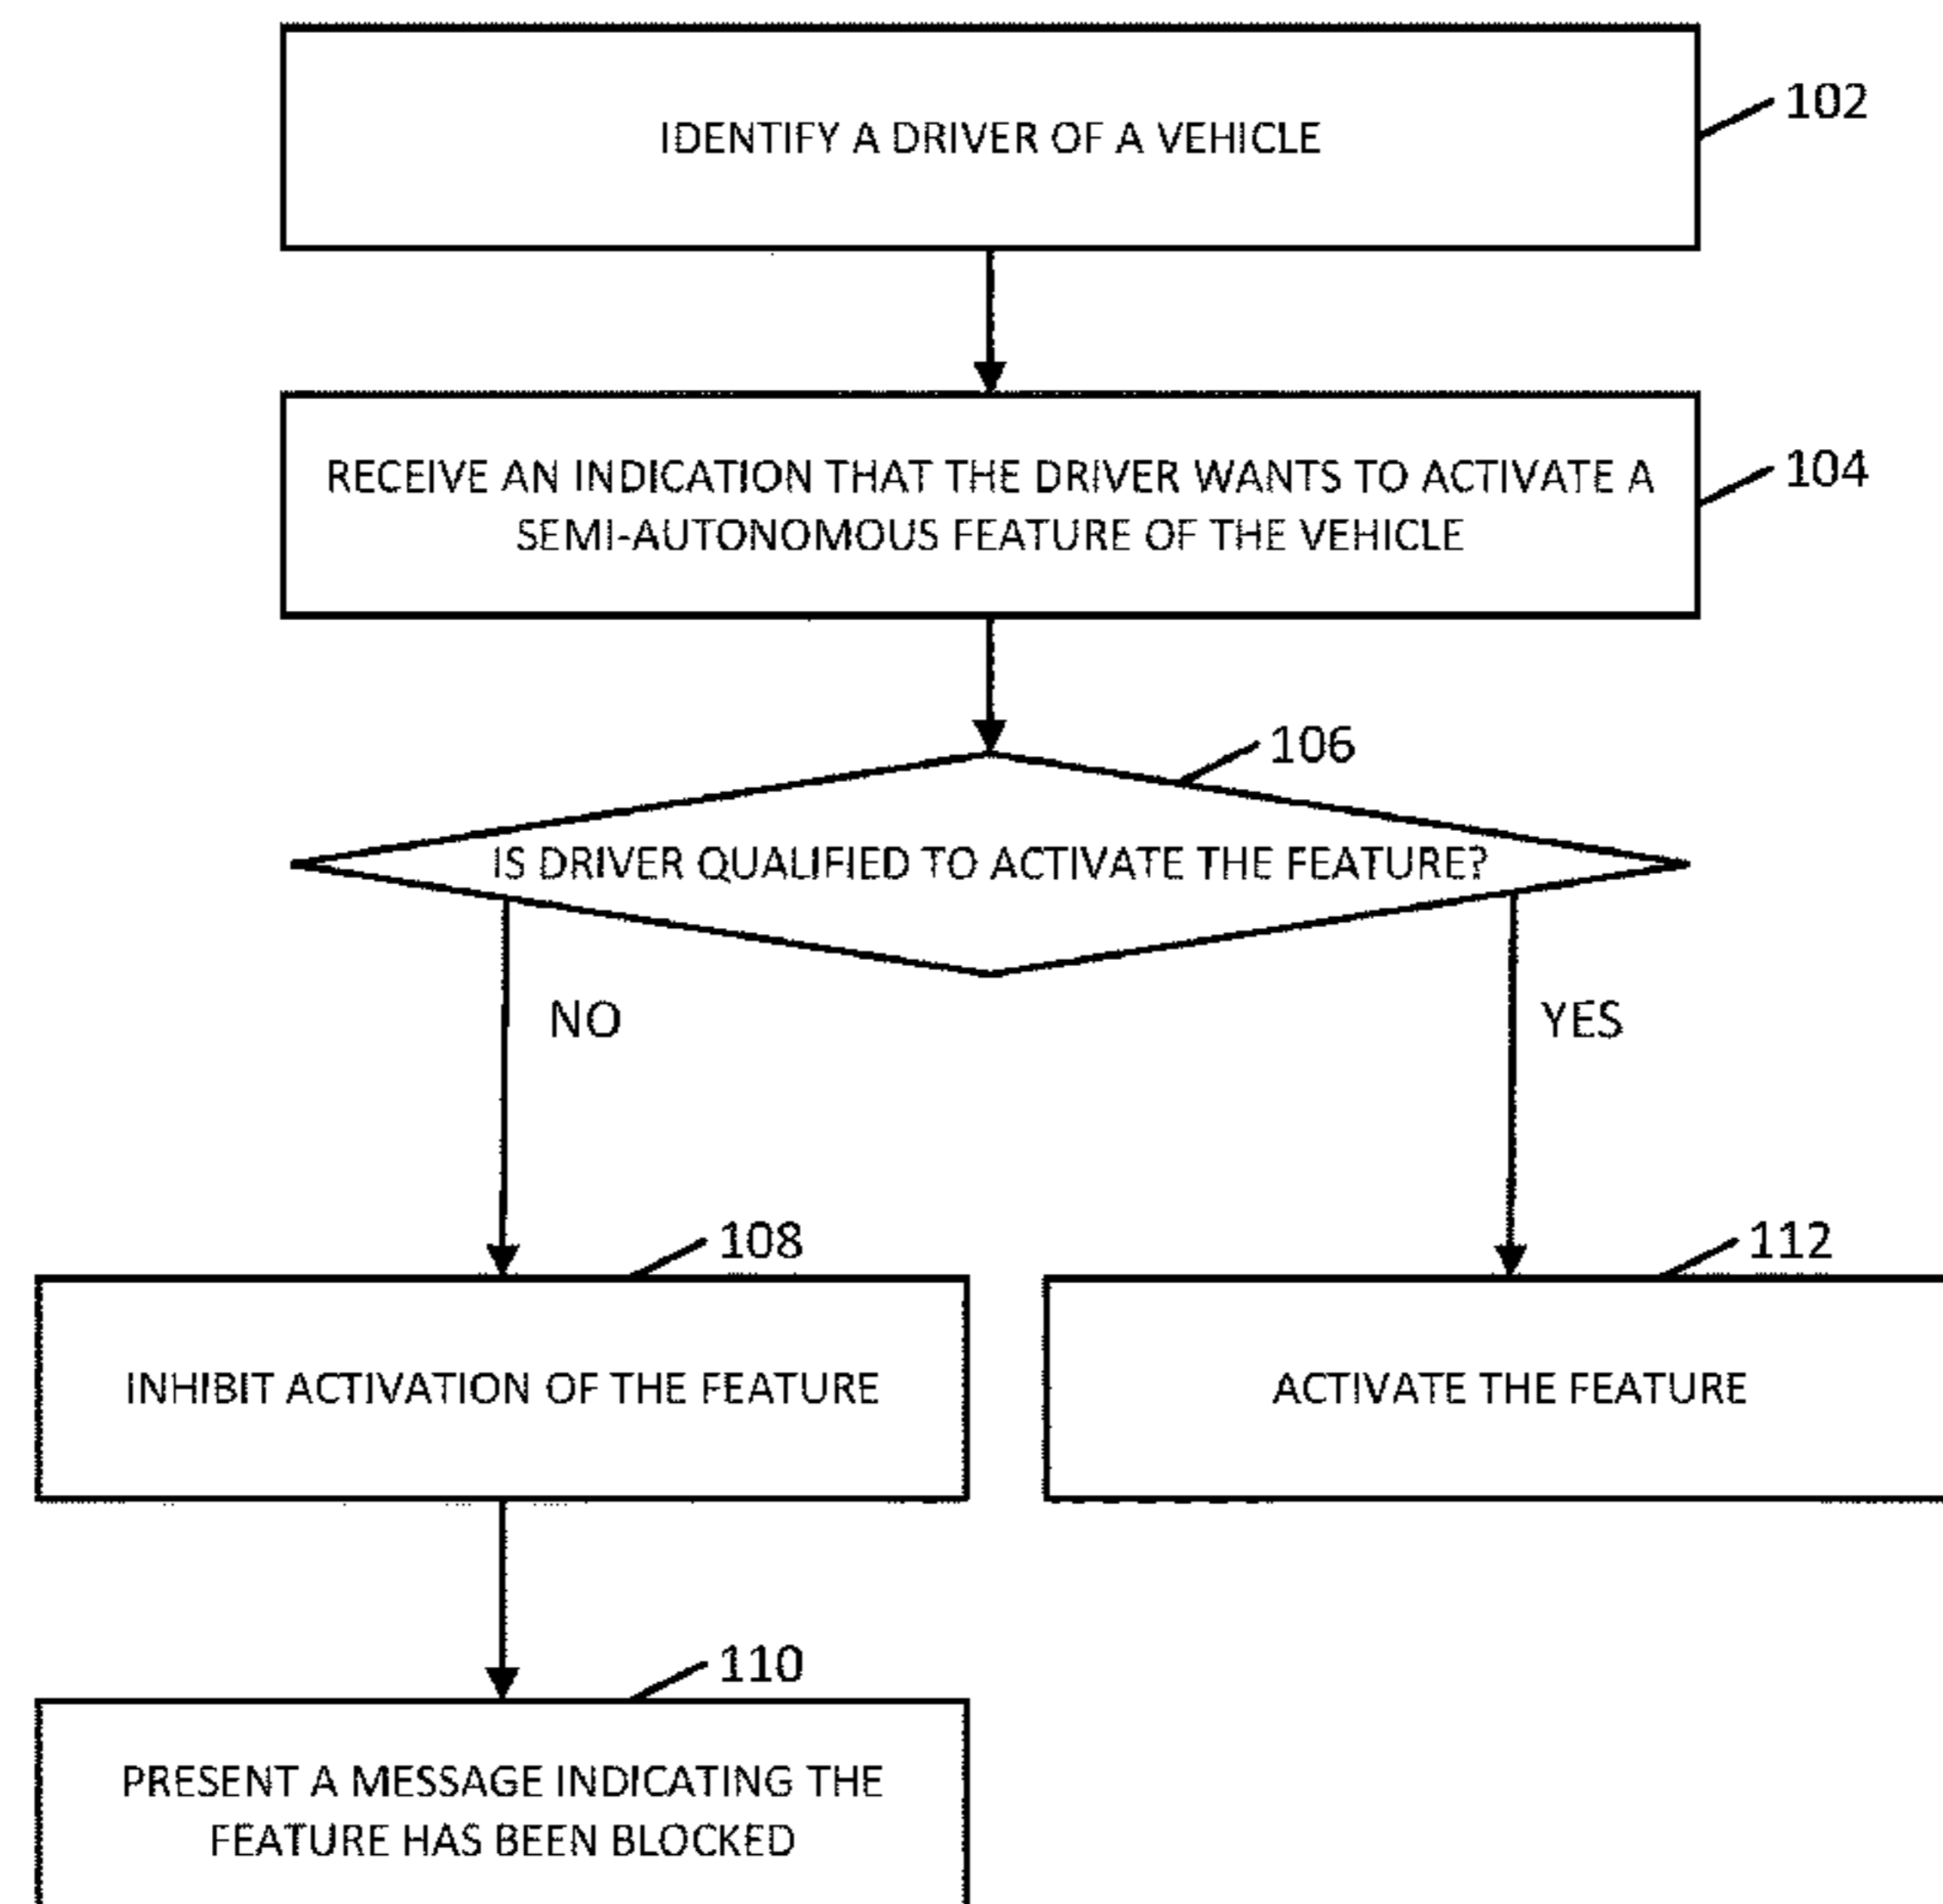 IDENTIFY A DRIVER OF A VEHICLE
102
RECEIVE AN INDICATION THAT THE DRIVER WANTS TO ACTIVATE A
SEMI-AUTONOMOUS FEATURE OF THE VEHICLE
104
106
IS DRIVER QUALIFIED TO ACTIVATE THE FEATURE?
NO
YES
108
112
INHIBIT ACTIVATION OF THE FEATURE
ACTIVATE THE FEATURE
110
PRESENT A MESSAGE INDICATING THE
FEATURE HAS BEEN BLOCKED